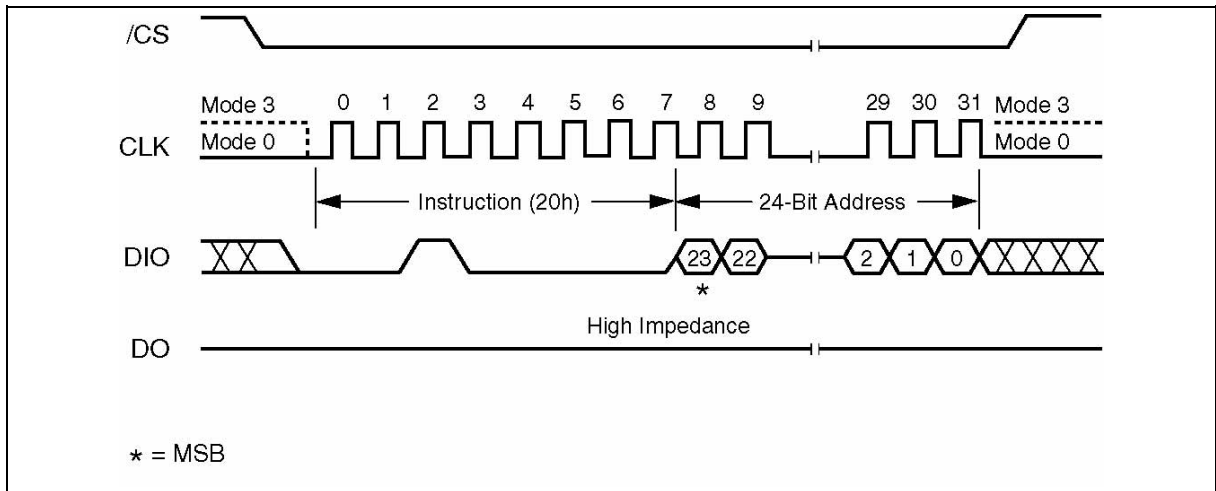 /CS
Mode 3 0 1 2 3 4 5 6 7 8 9 29 30 31 Mode 3
CLK Mode 0 Mode 0
Instruction (20h) 24-Bit Address
DIO 23 22 2 1 0
*
High Impedance
DO
* = MSB